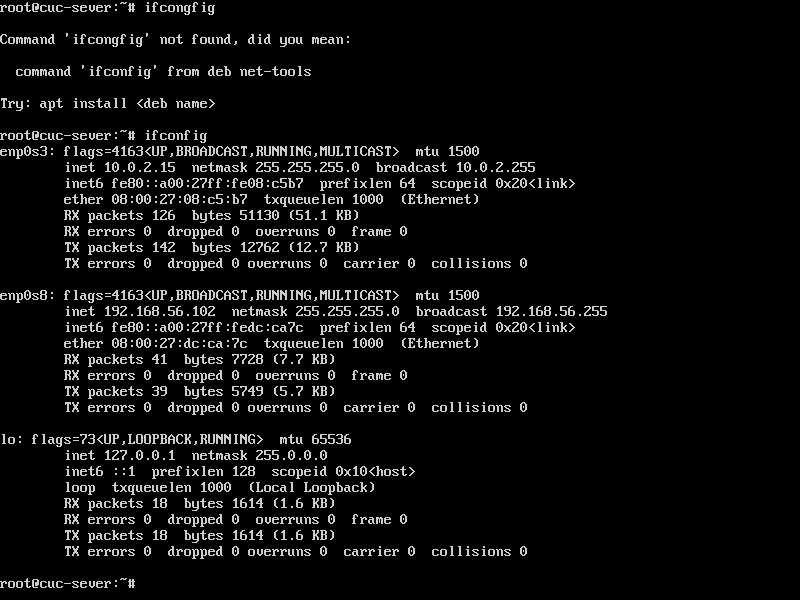 root@cuc-sever:~# ifcongfig
Command 'ifcongfig' not found, did you mean:
command 'ifconfig' from deb net-tools
Try: apt install <deb name>
root@cuc-sever:~# ifconfig
enp0s3: flags=4163<UP,BROADCAST,RUNNING,MULTICAST>  mtu 1500
inet 10.0.2.15  netmask 255.255.255.0  broadcast 10.0.2.255
inet6 fe80::a00:27ff:fe08:c5b7  prefixlen 64  scopeid 0x20<link>
ether 08:00:27:08:c5:b7  txqueuelen 1000  (Ethernet)
RX packets 126  bytes 51130 (51.1 KB)
RX errors 0  dropped 0  overruns 0  frame 0
TX packets 142  bytes 12762 (12.7 KB)
TX errors 0  dropped 0 overruns 0  carrier 0  collisions 0
enp0s8: flags=4163<UP,BROADCAST,RUNNING,MULTICAST>  mtu 1500
inet 192.168.56.102  netmask 255.255.255.0  broadcast 192.168.56.255
inet6 fe80::a00:27ff:fedc:ca7c  prefixlen 64  scopeid 0x20<link>
ether 08:00:27:dc:ca:7c  txqueuelen 1000  (Ethernet)
RX packets 41  bytes 7728 (7.7 KB)
RX errors 0  dropped 0  overruns 0  frame 0
TX packets 39  bytes 5749 (5.7 KB)
TX errors 0  dropped 0 overruns 0  carrier 0  collisions 0
lo: flags=73<UP,LOOPBACK,RUNNING>  mtu 65536
inet 127.0.0.1  netmask 255.0.0.0
inet6 ::1  prefixlen 128  scopeid 0x10<host>
loop  txqueuelen 1000  (Local Loopback)
RX packets 18  bytes 1614 (1.6 KB)
RX errors 0  dropped 0  overruns 0  frame 0
TX packets 18  bytes 1614 (1.6 KB)
TX errors 0  dropped 0 overruns 0  carrier 0  collisions 0
root@cuc-sever:~#